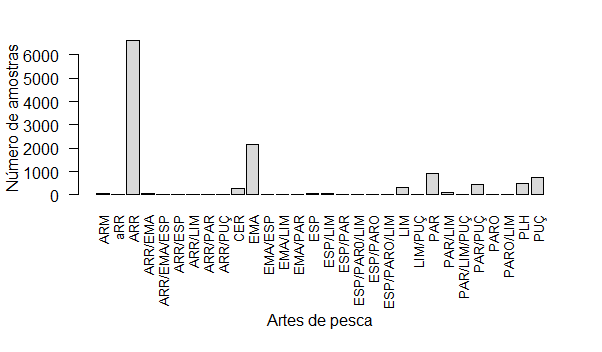 Número de amostras
6000
5000
4000
3000
2000
1000
0
ARM
aRR
ARR
ARR/EMA
ARR/EMA/ESP
ARR/ESP
ARR/LIM
ARR/PAR
ARR/PUÇ
CER
EMA
EMA/ESP
EMA/LIM
EMA/PAR
ESP
ESP/LIM
ESP/PAR
ESP/PAR0/LIM
ESP/PARO
ESP/PARO/LIM
LIM
LIM/PUÇ
PAR
PAR/LIM
PAR/LIM/PUÇ
PAR/PUÇ
PARO
PARO/LIM
PLH
PUÇ
Artes de pesca